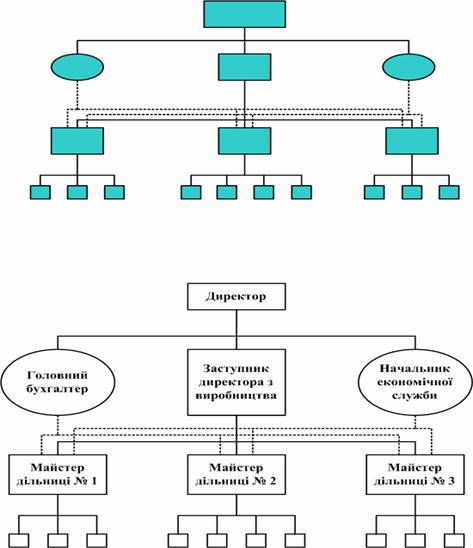 Директор
Головний
бухгалтер
Заступник
директора з
виробництва
Начальник
економічної
служби
Майстер
дільниці № 1
Майстер
дільниці № 2
Майстер
дільниці № 3